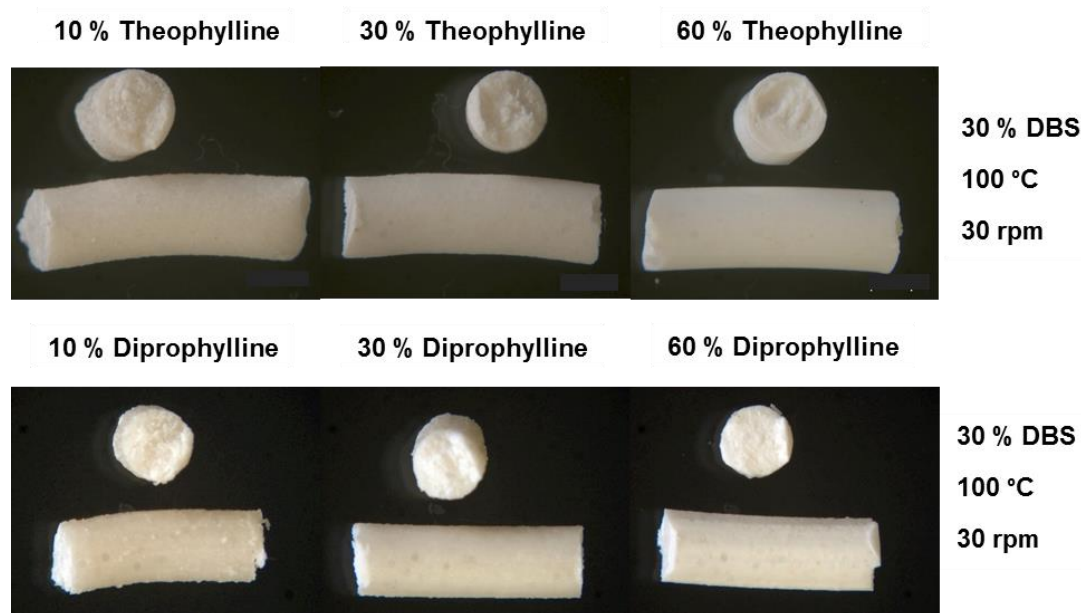 10 % Theophylline
30 % Theophylline
60 % Theophylline
30 % DBS
100 °C
30 rpm
10 % Diprophylline
30 % Diprophylline
60 % Diprophylline
30 % DBS
100 °C
30 rpm